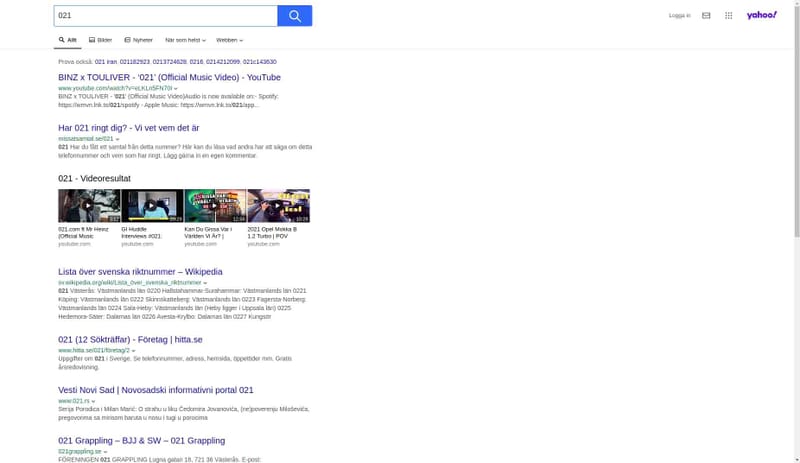 021
Logga in
yahoo!
Allt
Bilder
Nyheter
När som helst
Webben
Prova också: 021 iran, 021182923, 0213724628, 0216, 0214212099, 021c143630
BINZ x TOULIVER - ‘021’ (Official Music Video) - YouTube
www.youtube.com/watch?v=eLKLn5FN70I
BINZ x TOULIVER - '021' (Official Music Video)Audio is now available on:- Spotify:
https://wmvn.lnk.to/021/spotify - Apple Music: https://wmvn.lnk.to/021/app...
Har 021 ringt dig? - Vi vet vem det är
missatsamtal.se/021
021 Har du fått ett samtal från detta nummer? Här kan du läsa vad andra har att säga om detta
telefonnummer och vem som har ringt. Lägg gärna in en egen kommentar.
021 - Videoresultat
021.com ft Mr Heinz
(Official Music
youtube.com
GI Huddle
Interviews #021:
youtube.com
12:56
Kan Du Gissa Var i
Världen Vi Är? |
youtube.com
10:29
2021 Opel Mokka B
1.2 Turbo | POV
youtube.com
Lista över svenska riktnummer – Wikipedia
sv.wikipedia.org/wiki/Lista_över_svenska_riktnummer
021 Västerås: Västmanlands län 0220 Hallstahammar-Surahammar: Västmanlands län 0221
Köping: Västmanlands län 0222 Skinnskatteberg: Västmanlands län 0223 Fagersta-Norberg:
Västmanlands län 0224 Sala-Heby: Västmanlands län (Heby ligger i Uppsala län) 0225
Hedemora-Säter: Dalarnas län 0226 Avesta-Krylbo: Dalarnas län 0227 Kungsör
021 (12 Sökträffar) - Företag | hitta.se
www.hitta.se/021/företag/2
Uppgifter om 021 i Sverige. Se telefonnummer, adress, hemsida, öppettider mm. Gratis
årsredovisning.
Vesti Novi Sad | Novosadski informativni portal 021
www.021.rs
Serija Porodica i Milan Marić: O strahu u liku Čedomira Jovanovića, (ne)poverenju Miloševića,
pregovorima sa mirisom baruta u nosu i tugi u porocima
021 Grappling – BJJ & SW – 021 Grappling
021grappling.se
FÖRENINGEN 021 GRAPPLING Lugna gatan 18, 721 36 Västerås. E-post: